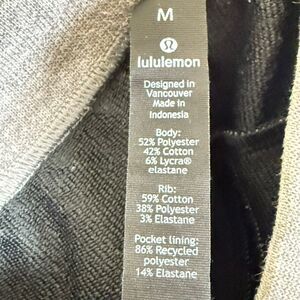 M
lululemon
Designed in
Vancouver
Made in
Indonesia
Body:
52% Polyester
42% Cotton
6% Lycra®
elastane
Rib:
59% Cotton
38% Polyester
3% Elastane
Pocket lining:
86% Recycled
polyester
14% Elastane